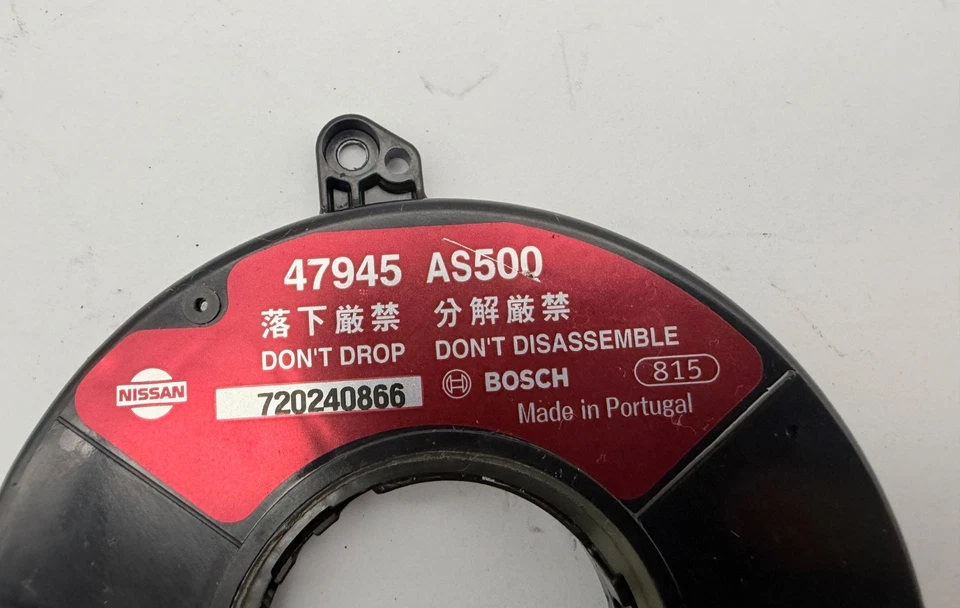 47945 AS500
落下厳禁 分解厳禁
DON'T DROP DON'T DISASSEMBLE
NISSAN
720240866
BOSCH 815
Made in Portugal